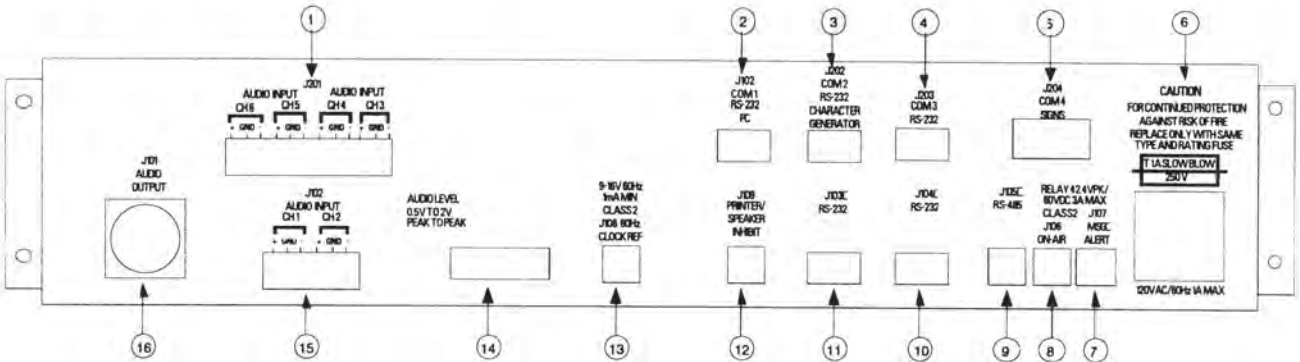 1
2
3
4
5
6
J201
AUDIO INPUT AUDIO INPUT
CH6 CH5 CH4 CH3
+ GND - + GND - + GND - + GND -
J102
COM 1
RS-232
PC
J202
COM 2
RS-232
CHARACTER
GENERATOR
J203
COM 3
RS-232
J204
COM 4
SIGNS
CAUTION
FOR CONTINUED PROTECTION
AGAINST RISK OF FIRE
REPLACE ONLY WITH SAME
TYPE AND RATING FUSE
T 1A SLOW BLOW
250V
J101
AUDIO
OUTPUT
J102
AUDIO INPUT
CH1 CH2
+ GND - + GND -
AUDIO LEVEL
0.5V TO 2V
PEAK TO PEAK
9-16V 60Hz
1mA MIN
CLASS 2
J108 60Hz
CLOCK REF
J109
PRINTER/
SPEAKER
INHIBIT
J103C
RS-232
J104C
RS-232
J105C
RS-485
RELAY 42.4VPK/
60VDC 3A MAX
CLASS2 J107
J106 MSGC
ON-AIR ALERT
120VAC/60Hz 1A MAX
16
15
14
13
12
11
10
9
8
7